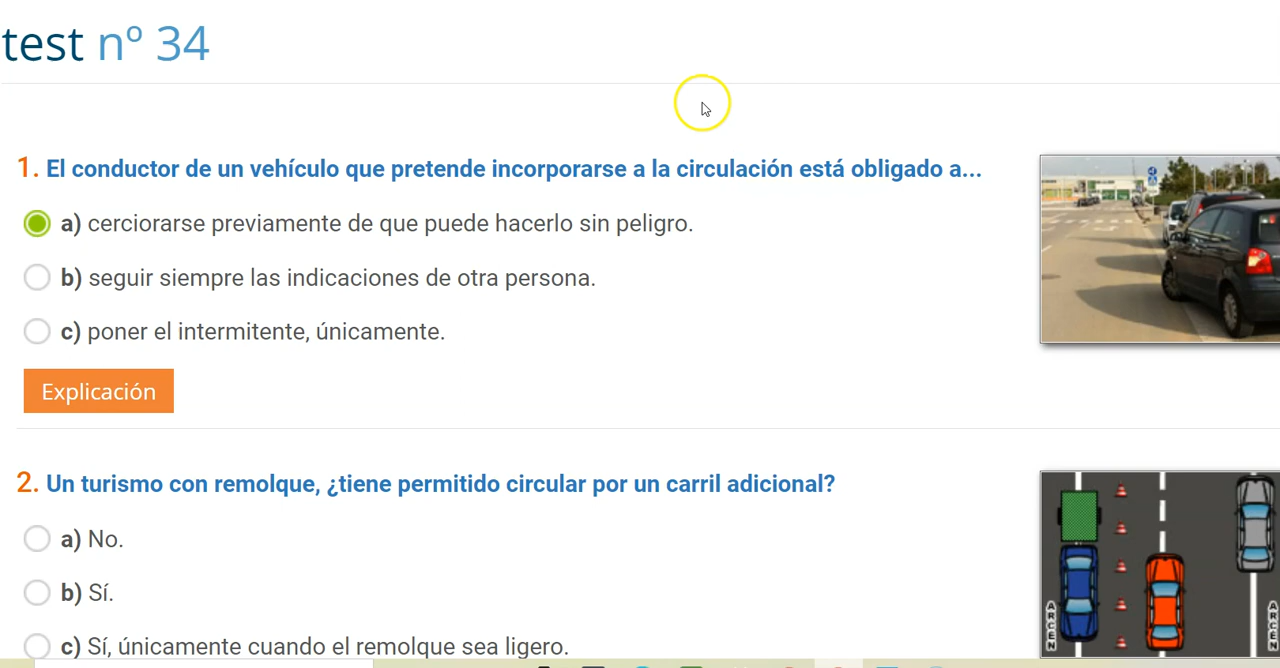 test nº 34
1. El conductor de un vehículo que pretende incorporarse a la circulación está obligado a...
a) cerciorarse previamente de que puede hacerlo sin peligro.
b) seguir siempre las indicaciones de otra persona.
c) poner el intermitente, únicamente.
Explicación
2. Un turismo con remolque, ¿tiene permitido circular por un carril adicional?
a) No.
b) Sí.
c) Sí, únicamente cuando el remolque sea ligero.
ARCEN
ARCEN